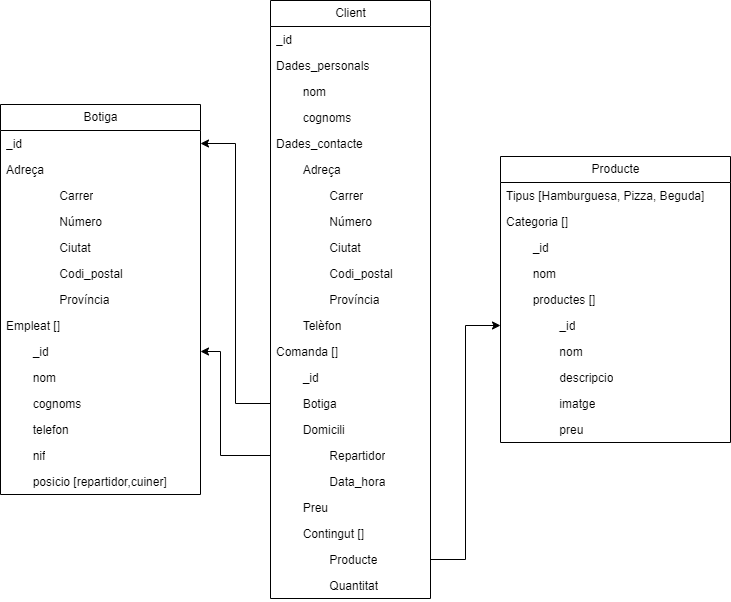 Botiga
_id
Adreça
Carrer
Número
Ciutat
Codi_postal
Província
Empleat []
_id
nom
cognoms
telefon
nif
posicio [repartidor,cuiner]
Client
_id
Dades_personals
nom
cognoms
Dades_contacte
Adreça
Carrer
Número
Ciutat
Codi_postal
Província
Telèfon
Comanda []
_id
Botiga
Domicili
Repartidor
Data_hora
Preu
Contingut []
Producte
Quantitat
Producte
Tipus [Hamburguesa, Pizza, Beguda]
Categoria []
_id
nom
productes []
_id
nom
descripcio
imatge
preu